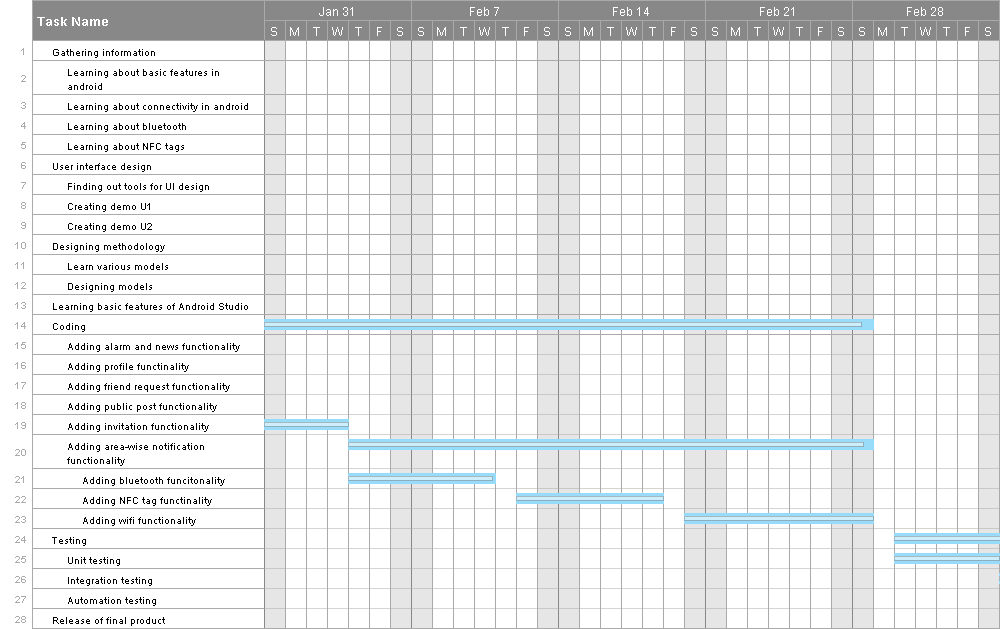 Task Name
Jan 31 Feb 7 Feb 14 Feb 21 Feb 28
S M T W T F S S M T W T F S S M T W T F S S M T W T F S S M T W T F S
1 Gathering information
2 Learning about basic features in
android
3 Learning about connectivity in android
4 Learning about bluetooth
5 Learning about NFC tags
6 User interface design
7 Finding out tools for UI design
8 Creating demo U1
9 Creating demo U2
10 Designing methodology
11 Learn various models
12 Designing models
13 Learning basic features of Android Studio
14 Coding
15 Adding alarm and news functionality
16 Adding profile functinality
17 Adding friend request functionality
18 Adding public post functionality
19 Adding invitation functionality
20 Adding area-wise notification
functionality
21 Adding bluetooth funcitonality
22 Adding NFC tag functinality
23 Adding wifi functionality
24 Testing
25 Unit testing
26 Integration testing
27 Automation testing
28 Release of final product